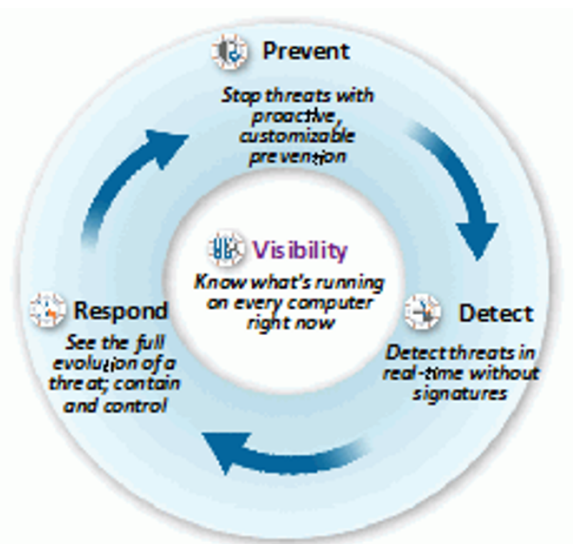 Prevent
Stop threats with
proactive,
customizable
prevention
Visibility
Know what's running
on every computer
right now
Detect
Detect threats in
real-time without
signatures
Respond
See the full
evolution of a
threat; contain
and control